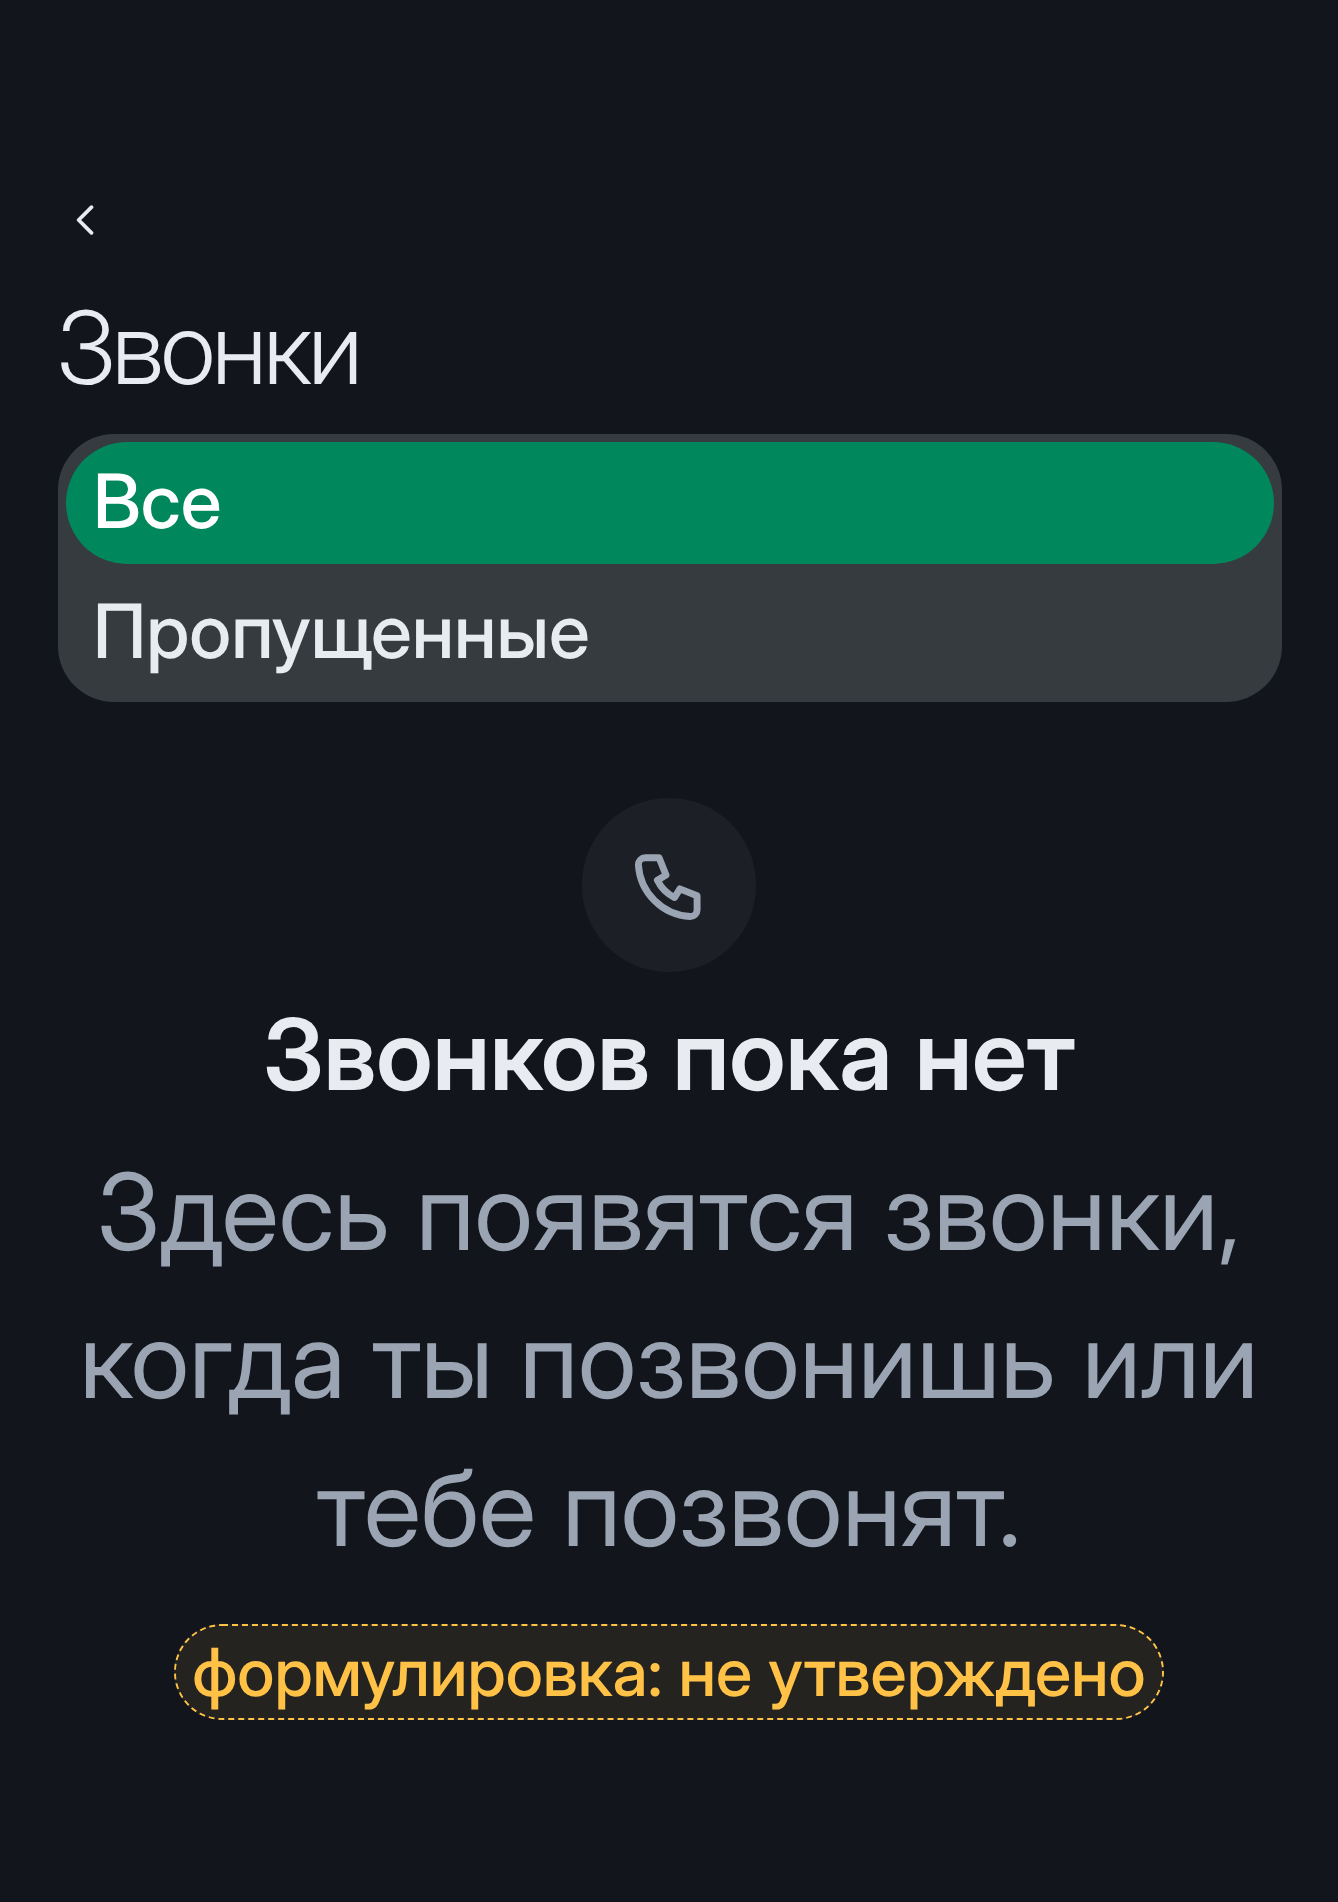 Звонки
Все
Пропущенные
Звонков пока нет
Здесь появятся звонки,
когда ты позвонишь или
тебе позвонят.
формулировка: не утверждено